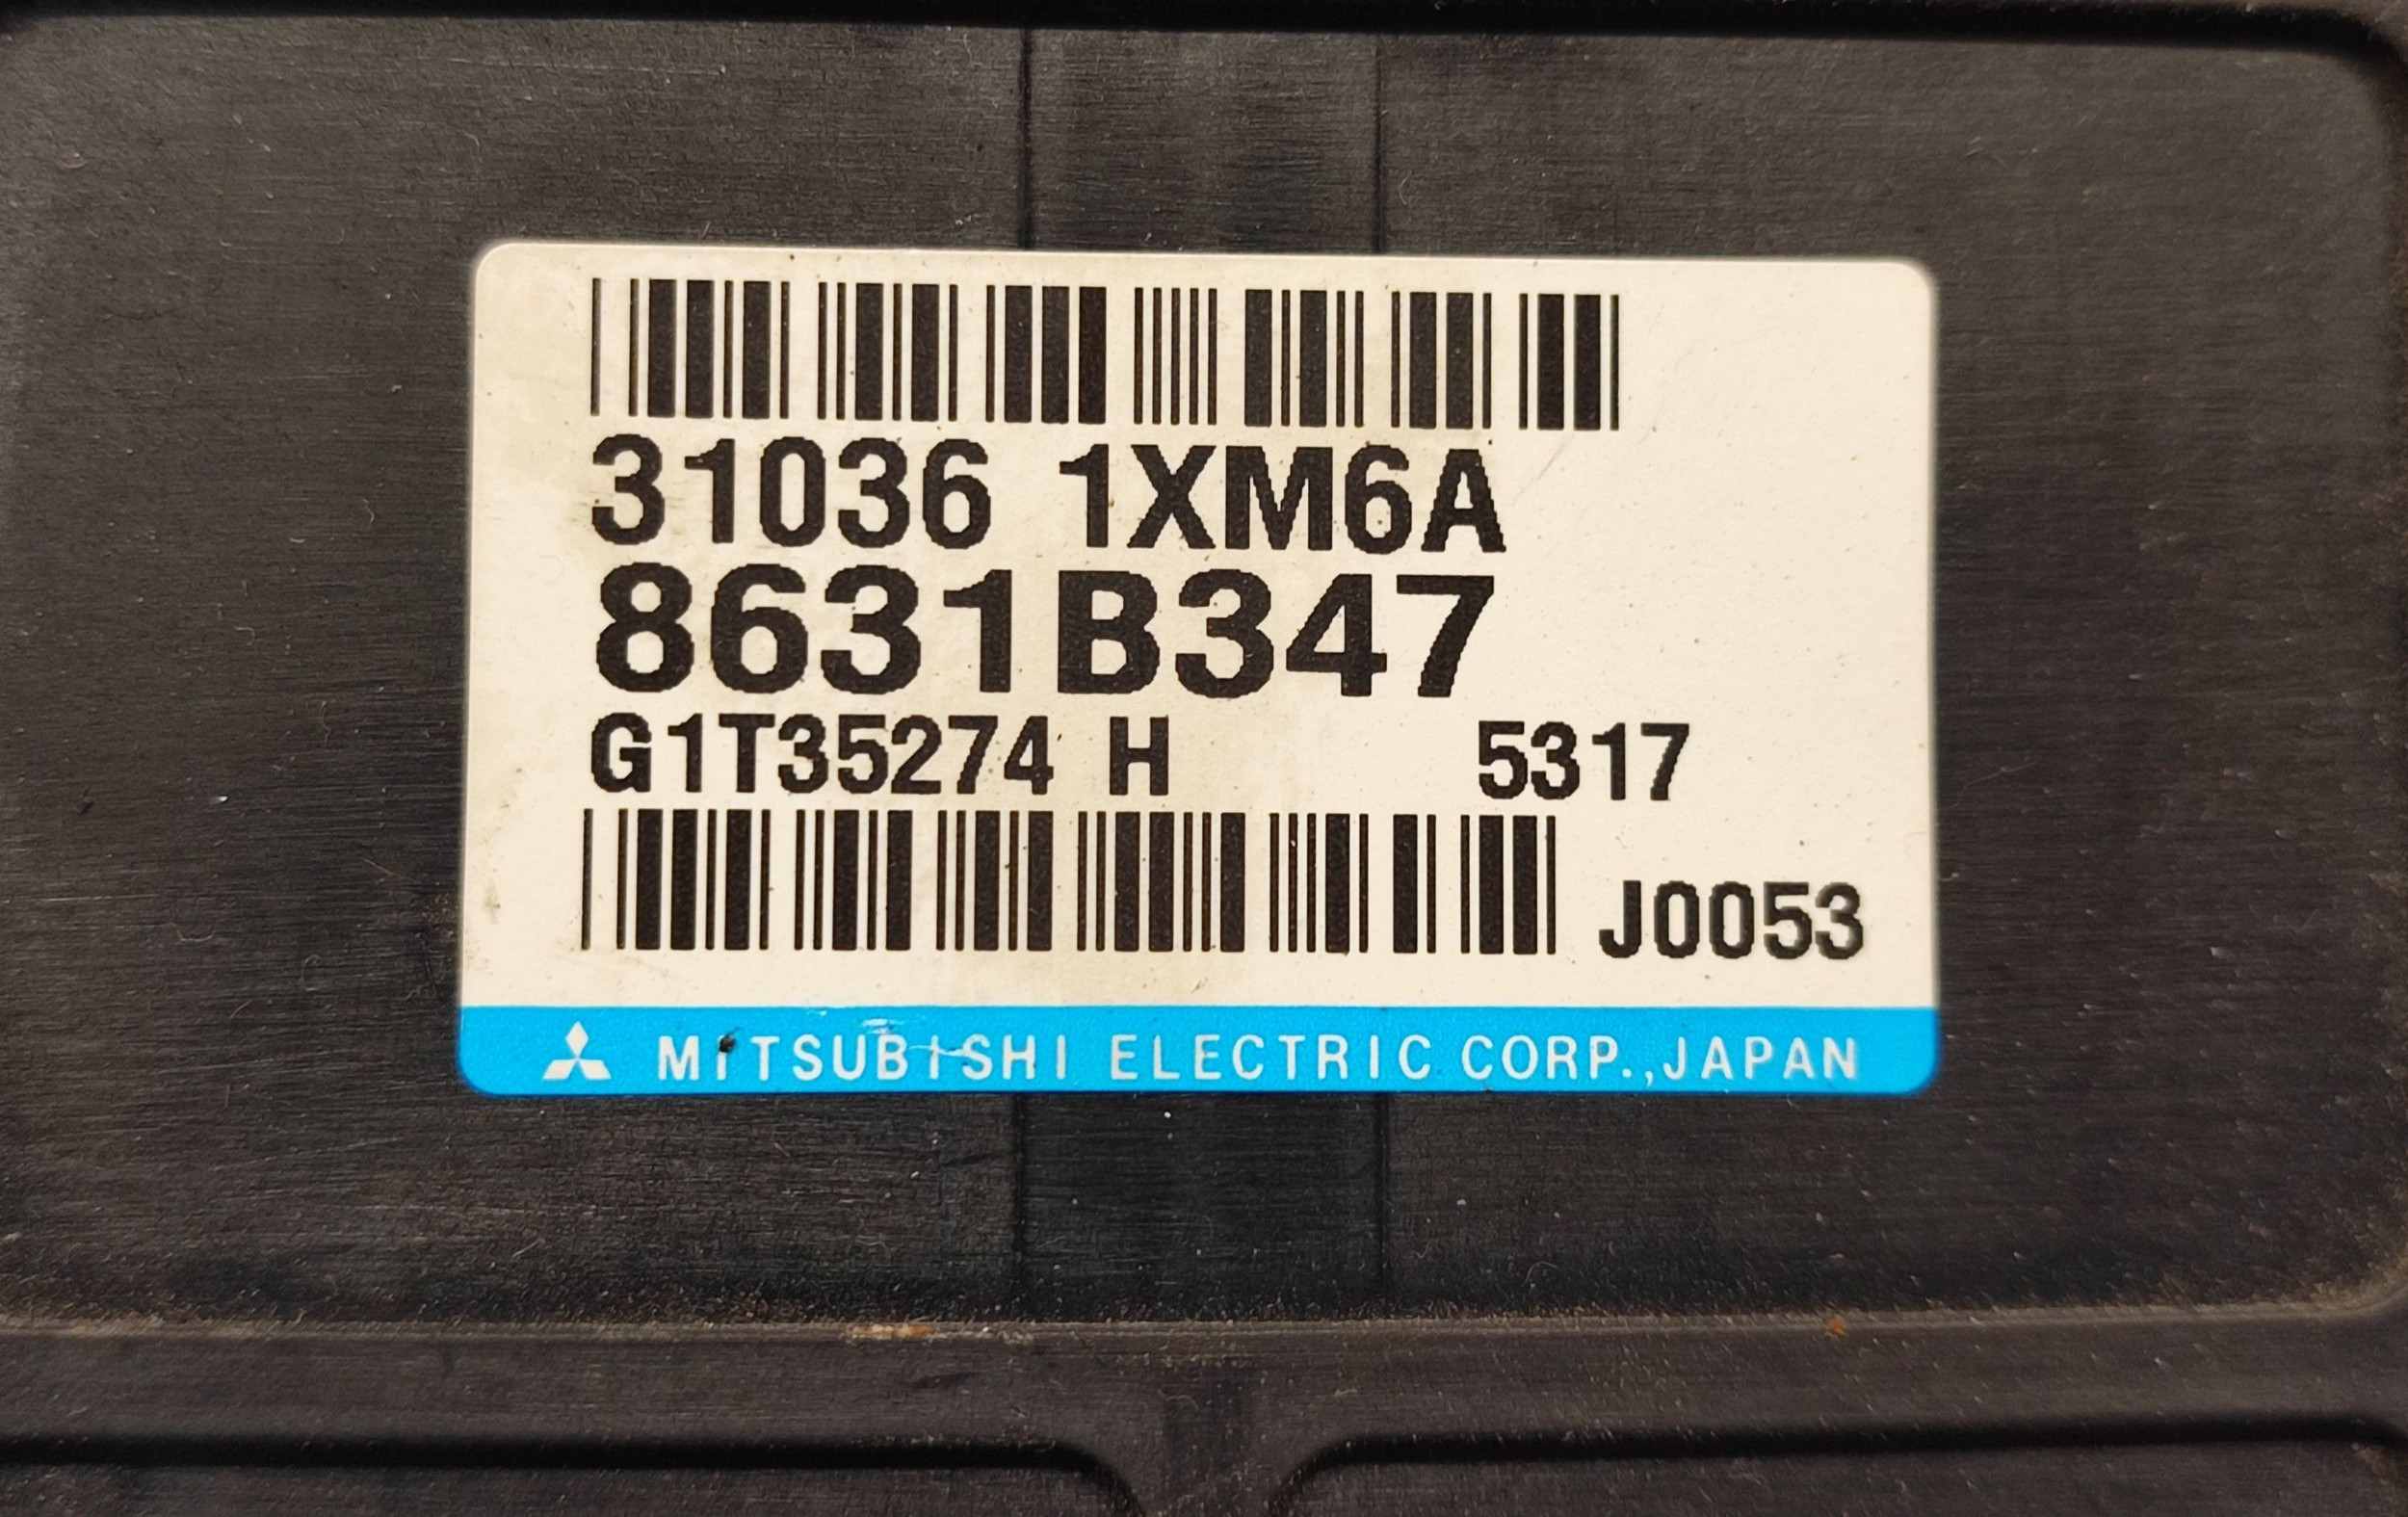 31036 1XM6A
8631B347
G1T35274 H 5317
J0053
MITSUBISHI ELECTRIC CORP.,JAPAN